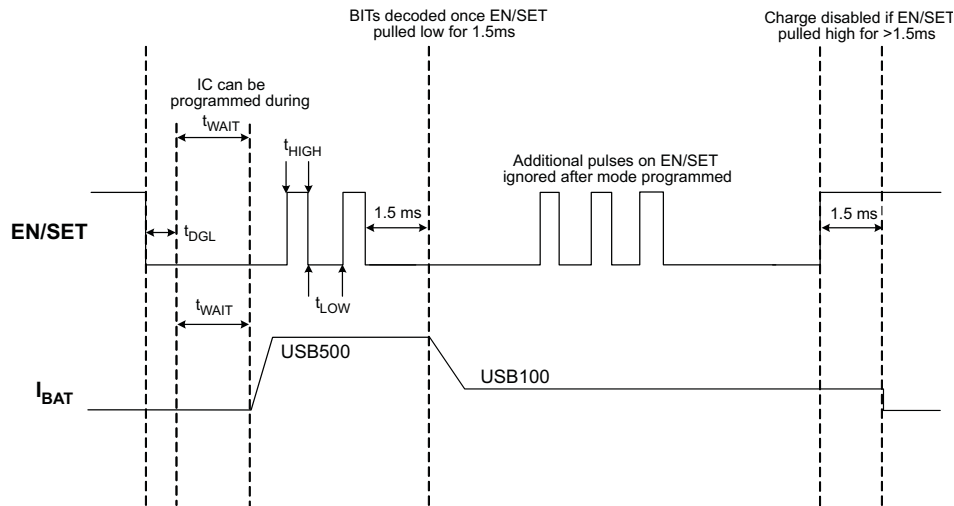 BITs decoded once EN/SET
pulled low for 1.5ms
Charge disabled if EN/SET
pulled high for >1.5ms
IC can be
programmed during
tWAIT
tHIGH
Additional pulses on EN/SET
ignored after mode programmed
EN/SET
tDGL
1.5 ms
1.5 ms
tLOW
tWAIT
USB500
USB100
IBAT